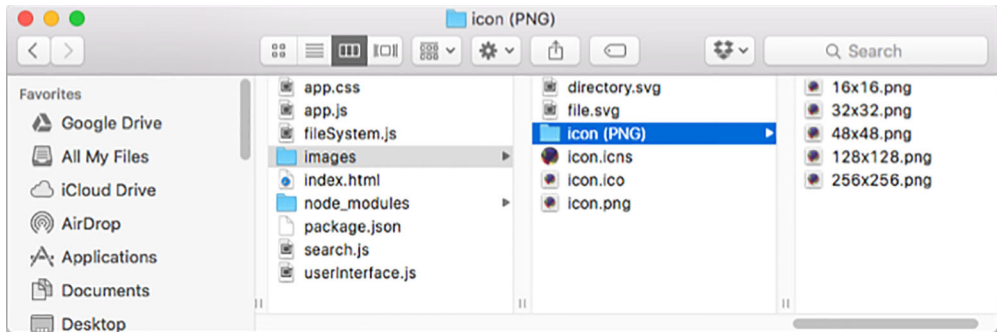 icon (PNG)
Search
Favorites
Google Drive
All My Files
iCloud Drive
AirDrop
Applications
Documents
Desktop
app.css
app.js
fileSystem.js
images
index.html
node_modules
package.json
search.js
userInterface.js
directory.svg
file.svg
icon (PNG)
icon.icns
icon.ico
icon.png
16x16.png
32x32.png
48x48.png
128x128.png
256x256.png